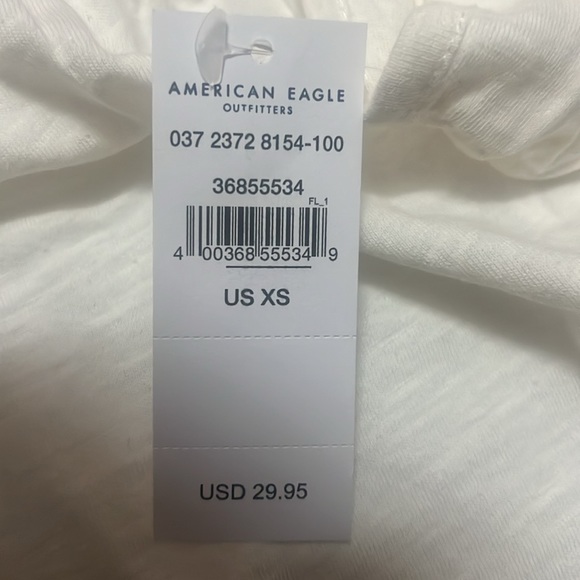 AMERICAN EAGLE
OUTFITTERS
037 2372 8154-100
36855534
FL_1
4 00368 55534 9
US XS
USD 29.95